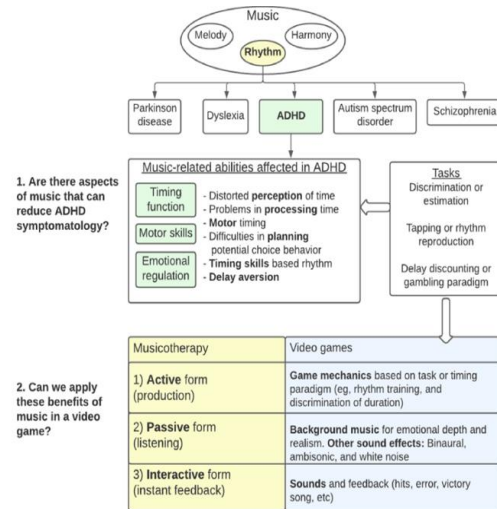 Music
Melody
Harmony
Rhythm
Parkinson
disease
Dyslexia
ADHD
Autism spectrum
disorder
Schizophrenia
1. Are there aspects
of music that can
reduce ADHD
symptomatology?
Music-related abilities affected in ADHD
Timing
function
Motor skills
Emotional
regulation
- Distorted perception of time
- Problems in processing time
- Motor timing
- Difficulties in planning
potential choice behavior
- Timing skills based rhythm
- Delay aversion
Tasks
Discrimination or
estimation
Tapping or rhythm
reproduction
Delay discounting or
gambling paradigm
2. Can we apply
these benefits of
music in a video
game?
Musicotherapy
Video games
1) Active form
(production)
Game mechanics based on task or timing
paradigm (eg, rhythm training, and
discrimination of duration)
2) Passive form
(listening)
Background music for emotional depth and
realism. Other sound effects: Binaural,
ambisonic, and white noise
3) Interactive form
(instant feedback)
Sounds and feedback (hits, error, victory
song, etc)